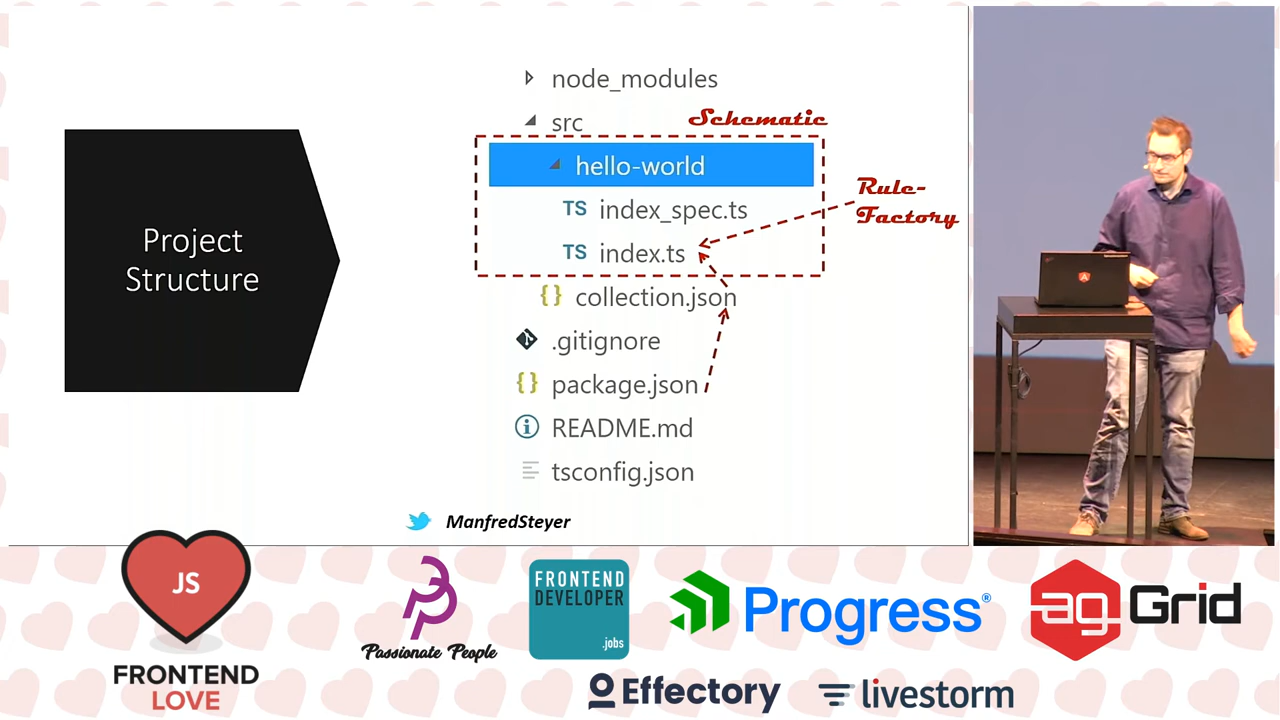 Project
Structure
node_modules
src
Schematic
hello-world
TS index_spec.ts
TS index.ts
Rule-
Factory
{} collection.json
.gitignore
{} package.json
README.md
tsconfig.json
ManfredSteyer
JS
FRONTEND
LOVE
Passionate People
FRONTEND
DEVELOPER
.jobs
Progress®
ag Grid
Effectory
livestorm